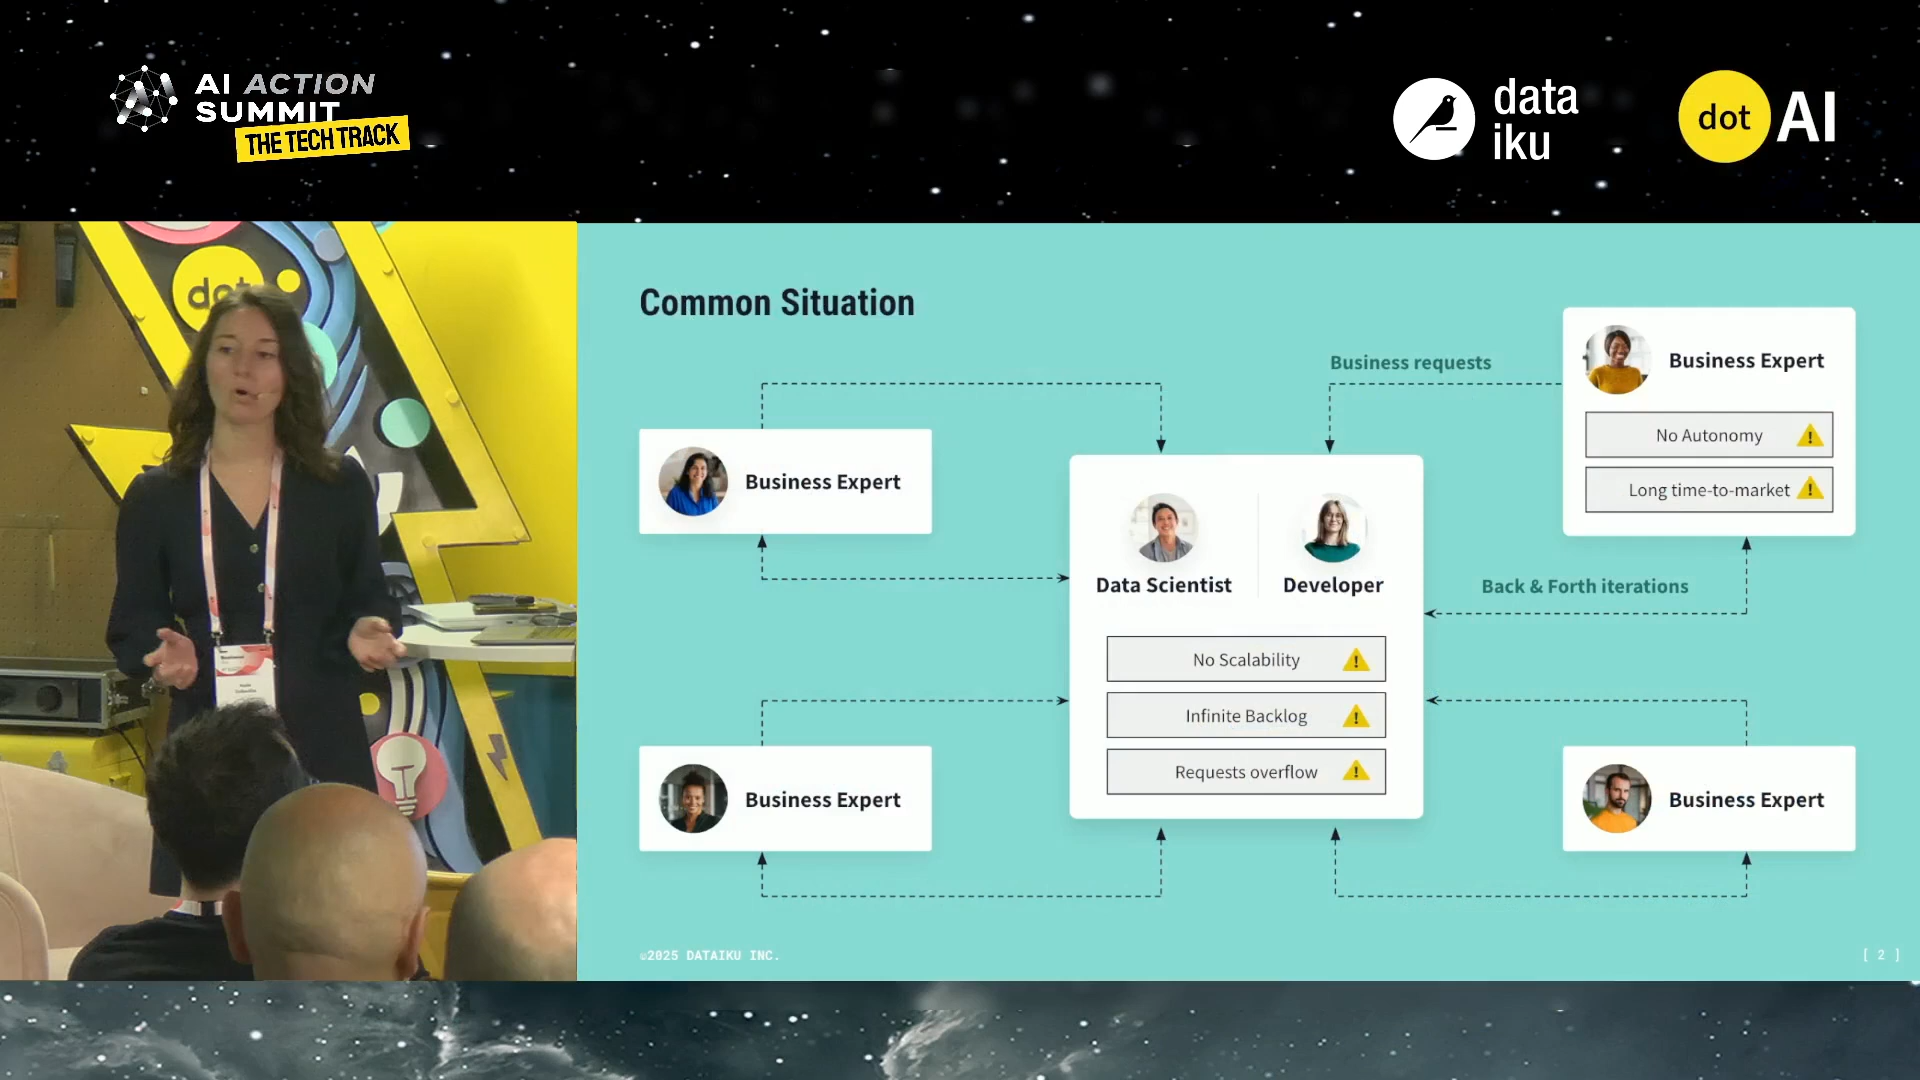 AI ACTION
SUMMIT
THE TECH TRACK
data
iku
dot AI
dot
Common Situation
Business requests
Business Expert
No Autonomy
Long time-to-market
Business Expert
Data Scientist
Developer
Back & Forth iterations
No Scalability
Infinite Backlog
Requests overflow
Business Expert
Business Expert
©2025 DATAIKU INC.
[ 2 ]